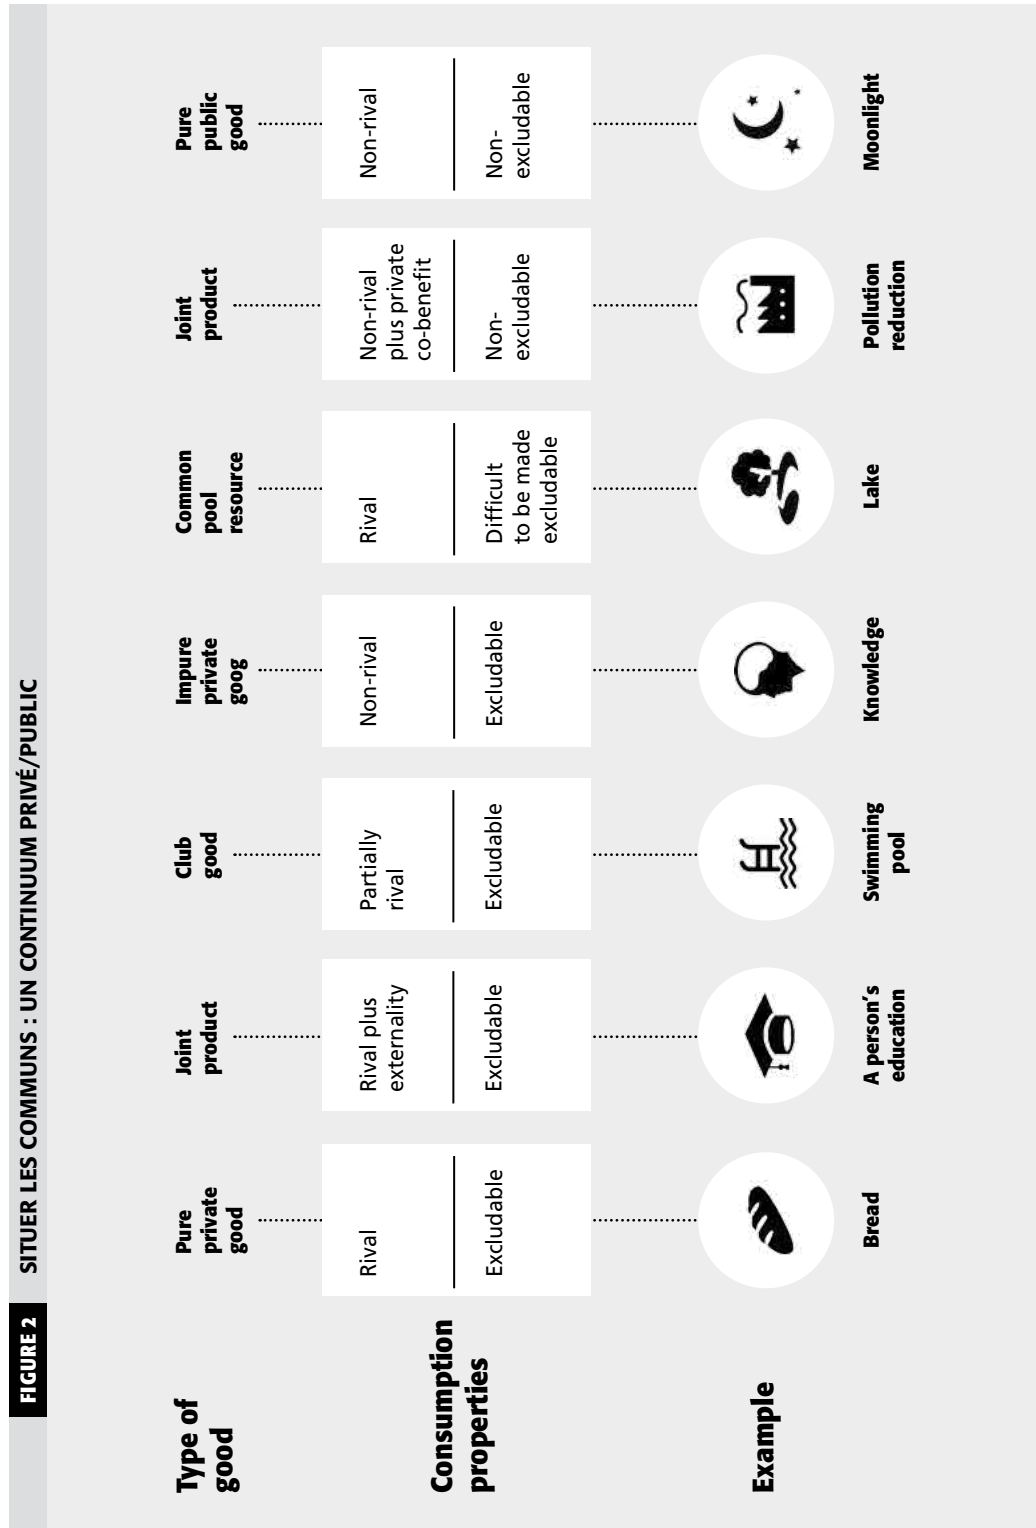 FIGURE 2
SITUER LES COMMUNS : UN CONTINUUM PRIVÉ/PUBLIC
Type of
good
Pure
private
good
Joint
product
Club
good
Impure
private
goog
Common
pool
resource
Joint
product
Pure
public
good
Consumption
properties
Rival
Excludable
Rival plus
externality
Excludable
Partially
rival
Excludable
Non-rival
Excludable
Rival
Difficult
to be made
excludable
Non-rival
plus private
co-benefit
Non-
excludable
Non-rival
Non-
excludable
Example
Bread
A person's
education
Swimming
pool
Knowledge
Lake
Pollution
reduction
Moonlight